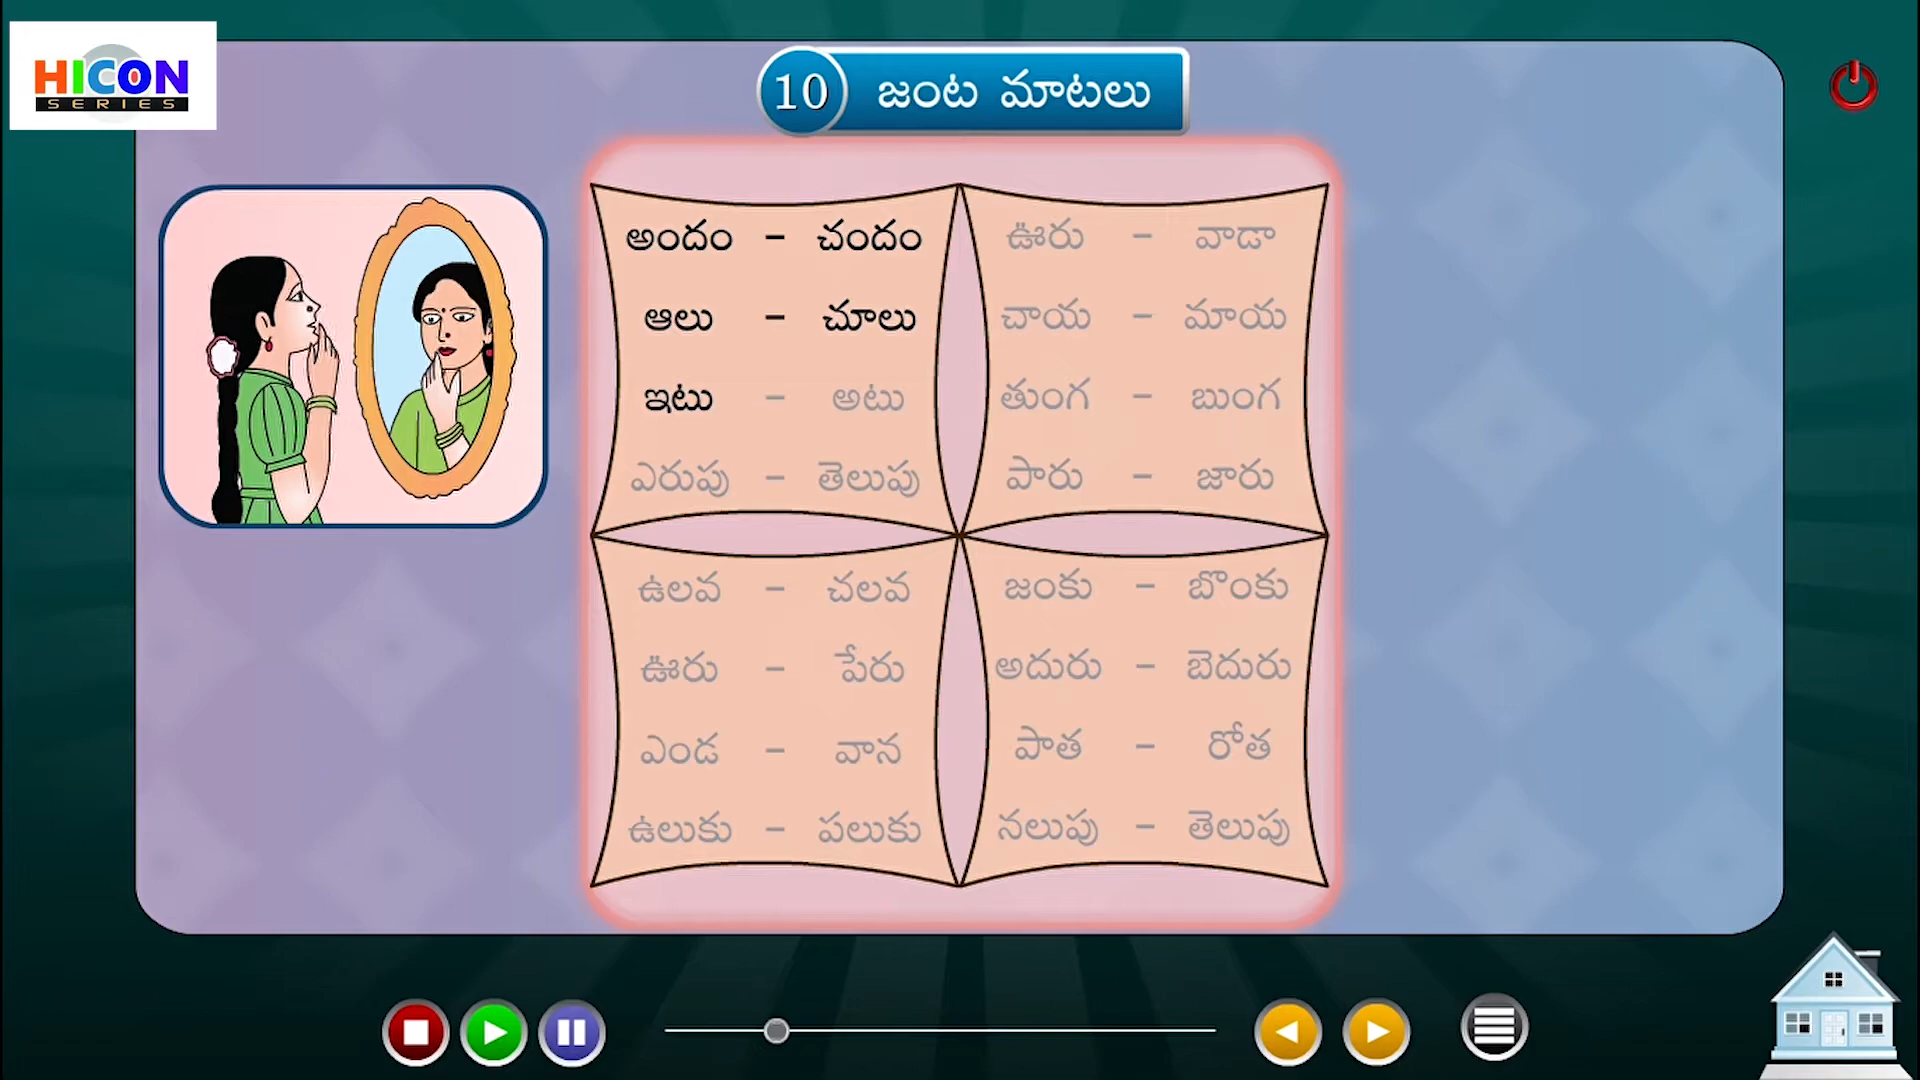 HICON
SERIES
10 జంట మాటలు
అందం - చందం
ఆలు - చూలు
ఇటు - అటు
ఎరుపు - తెలుపు
ఊరు - వాడా
చాయ - మాయ
తుంగ - బుంగ
పారు - జారు
ఉలవ - చలవ
ఊరు - పేరు
ఎండ - వాన
ఉలుకు - పలుకు
జంకు - బొంకు
అదురు - బెదురు
పాత - రోత
నలుపు - తెలుపు